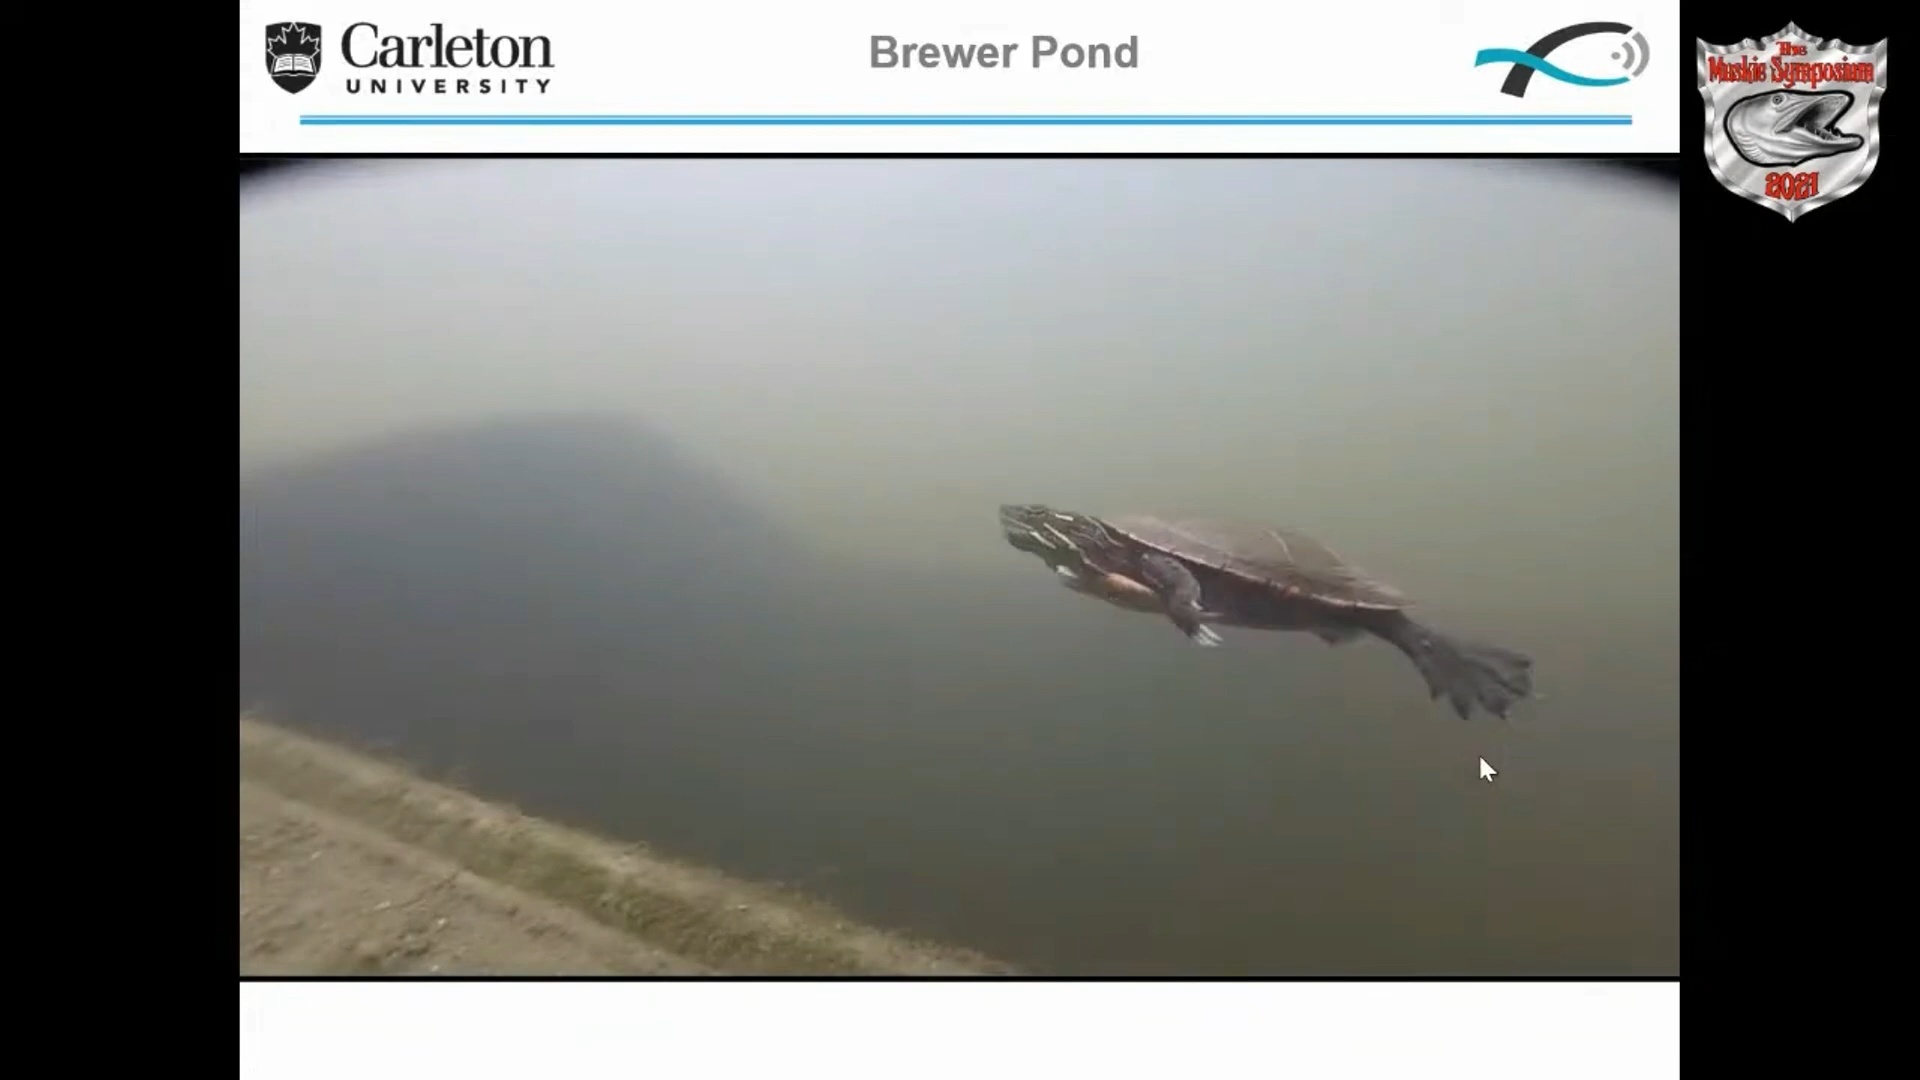 Carleton
UNIVERSITY
Brewer Pond
The
Muskie Symposium
2021